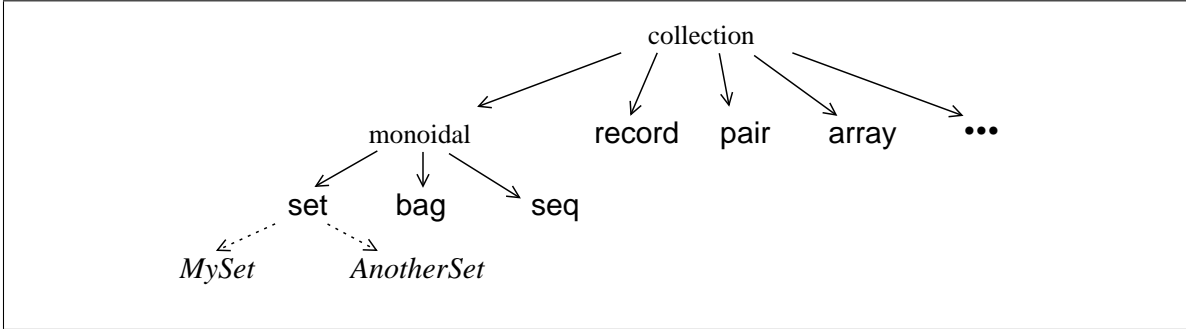 collection
monoidal record pair array •••
set bag seq
MySet AnotherSet